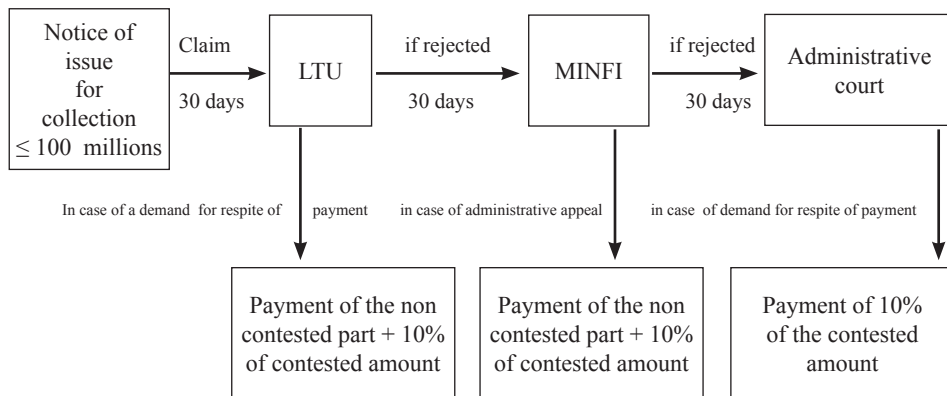 Notice of
issue
for
collection
≤ 100 millions
Claim
30 days
LTU
if rejected
30 days
MINFI
if rejected
30 days
Administrative
court
In case of a demand for respite of payment
in case of administrative appeal
in case of demand for respite of payment
Payment of the non
contested part + 10%
of contested amount
Payment of the non
contested part + 10%
of contested amount
Payment of 10%
of the contested
amount